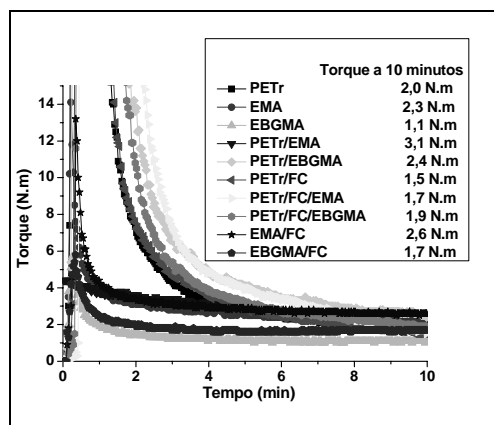 Torque a 10 minutos
PETr 2,0 N.m
EMA 2,3 N.m
EBGMA 1,1 N.m
PETr/EMA 3,1 N.m
PETr/EBGMA 2,4 N.m
PETr/FC 1,5 N.m
PETr/FC/EMA 1,7 N.m
PETr/FC/EBGMA 1,9 N.m
EMA/FC 2,6 N.m
EBGMA/FC 1,7 N.m
Torque (N.m)
14
12
10
8
6
4
2
0
0 2 4 6 8 10
Tempo (min)